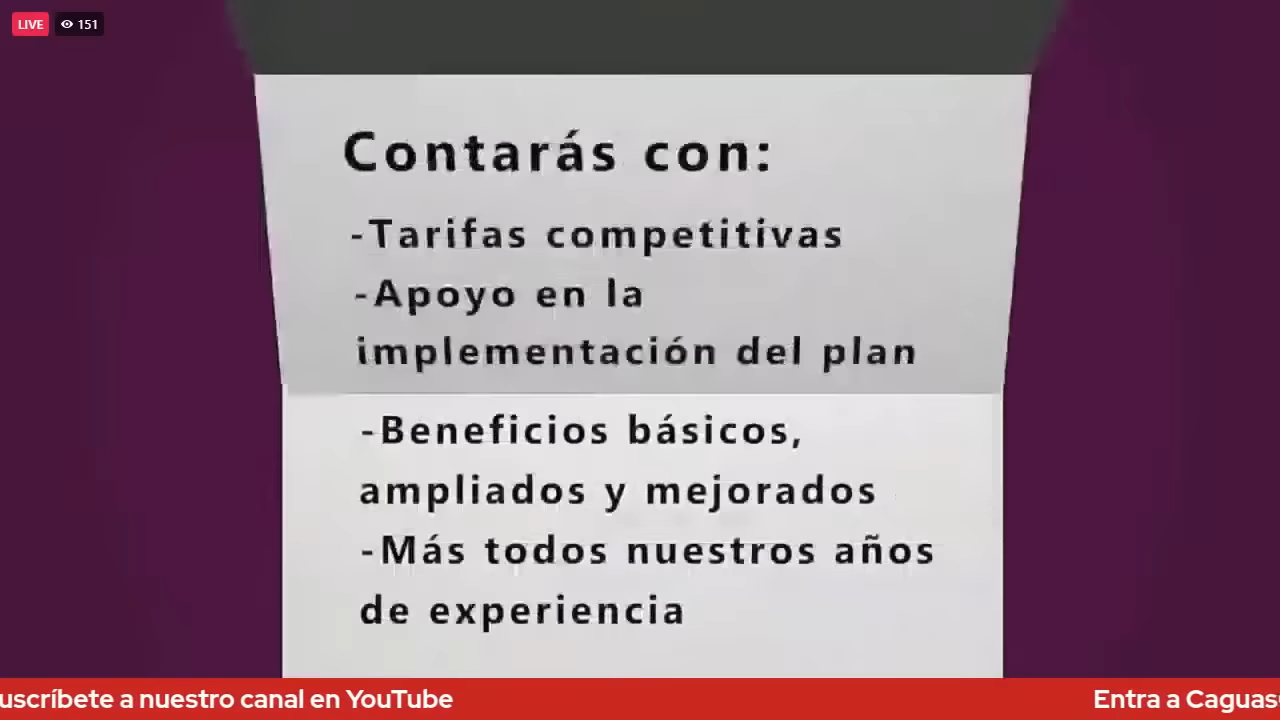 LIVE 151
Contarás con:
-Tarifas competitivas
-Apoyo en la
implementación del plan
-Beneficios básicos,
ampliados y mejorados
-Más todos nuestros años
de experiencia
uscríbete a nuestro canal en YouTube
Entra a Caguas